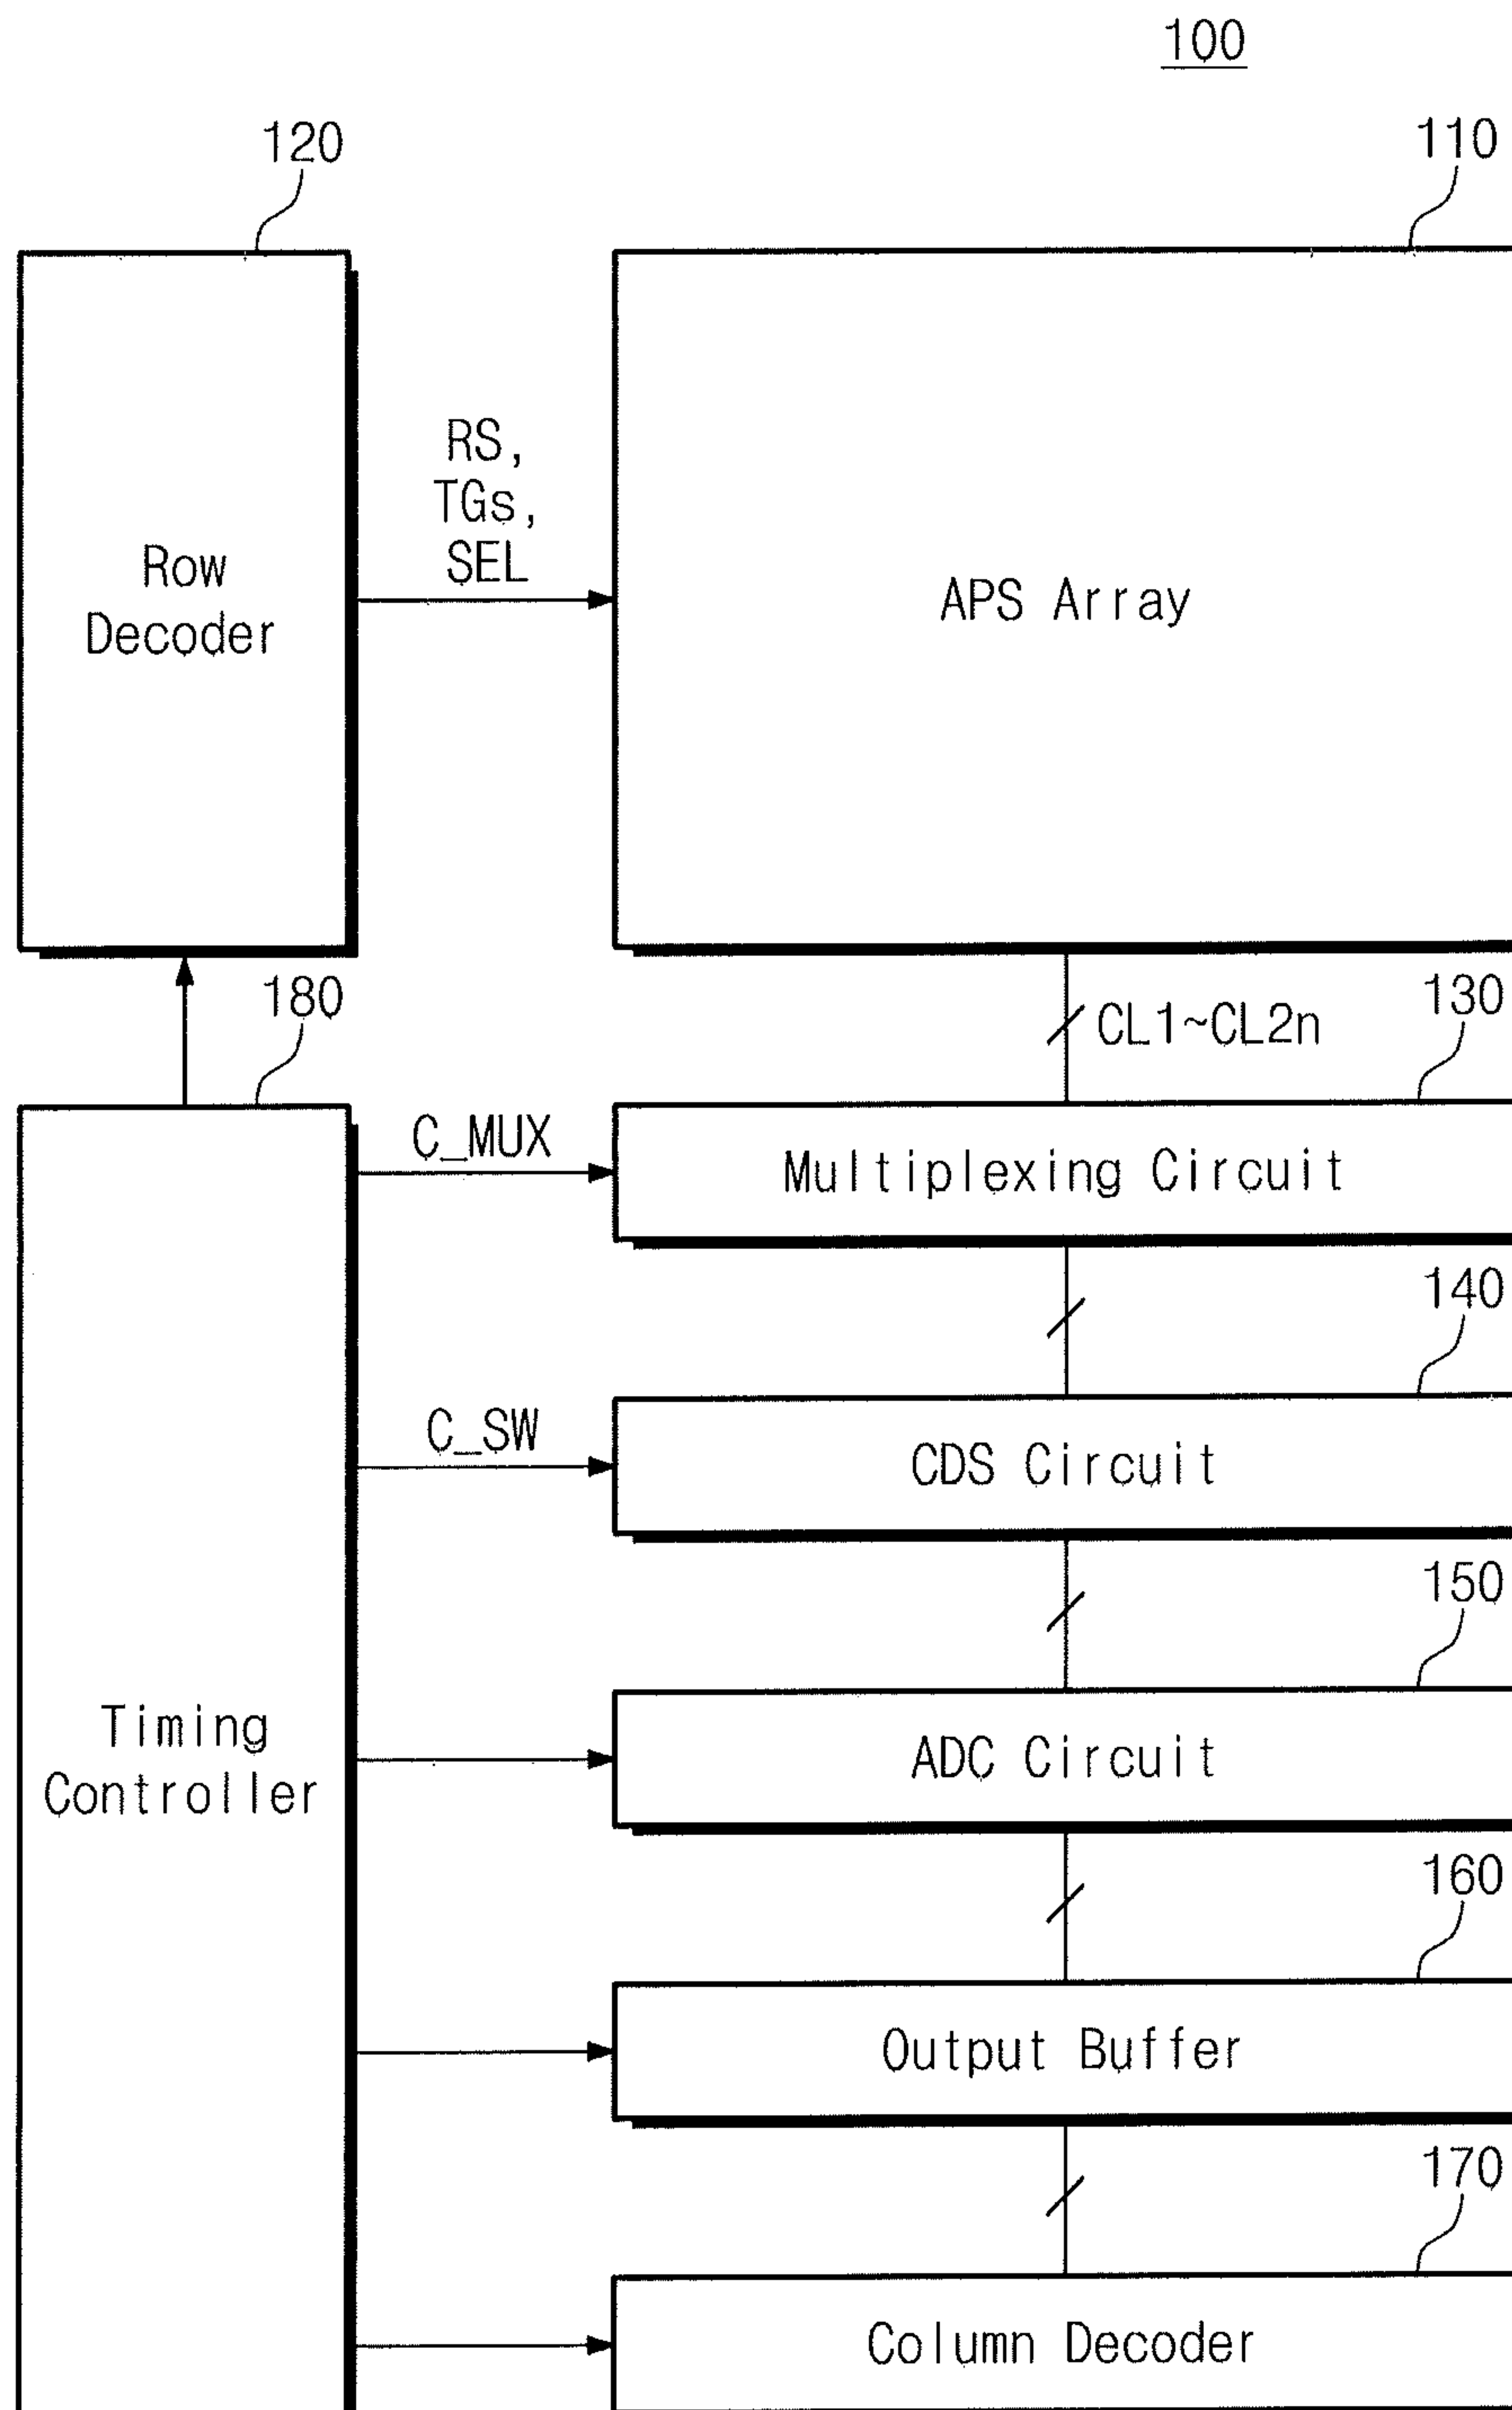 100
120
110
Row
Decoder
RS,
TGs,
SEL
APS Array
180
CL1~CL2n
130
C_MUX
Multiplexing Circuit
140
C_SW
CDS Circuit
150
Timing
Controller
ADC Circuit
160
Output Buffer
170
Column Decoder